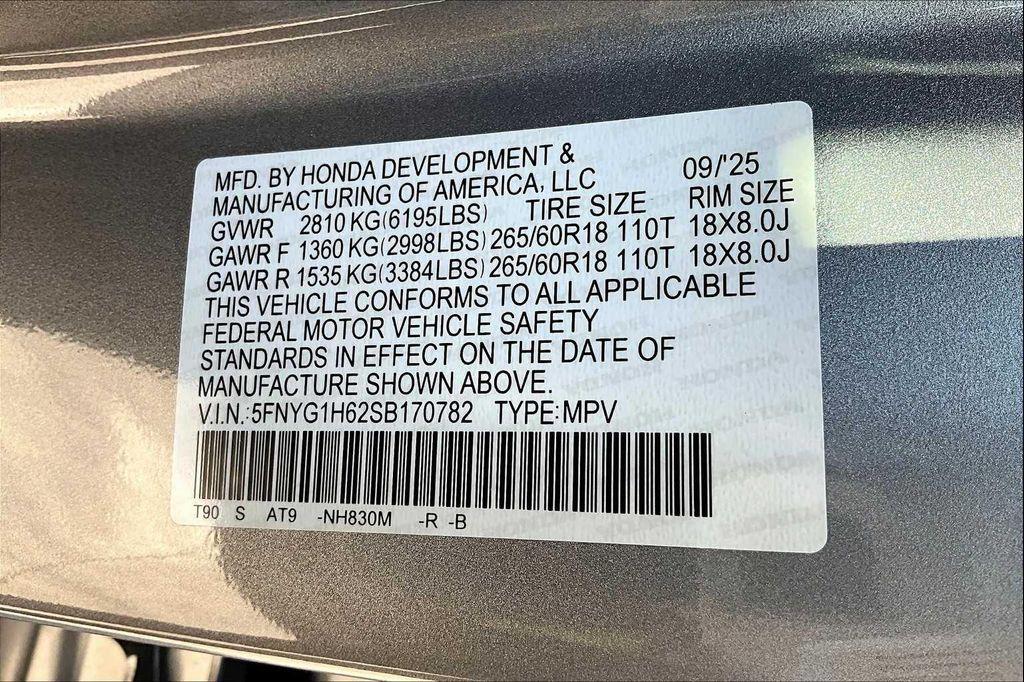 MFD. BY HONDA DEVELOPMENT & 09/'25
MANUFACTURING OF AMERICA, LLC
GVWR 2810 KG(6195LBS) TIRE SIZE RIM SIZE
GAWR F 1360 KG(2998LBS) 265/60R18 110T 18X8.0J
GAWR R 1535 KG(3384LBS) 265/60R18 110T 18X8.0J
THIS VEHICLE CONFORMS TO ALL APPLICABLE
FEDERAL MOTOR VEHICLE SAFETY
STANDARDS IN EFFECT ON THE DATE OF
MANUFACTURE SHOWN ABOVE.
V.I.N.:5FNYG1H62SB170782 TYPE:MPV
T90 S AT9 -NH830M -R -B